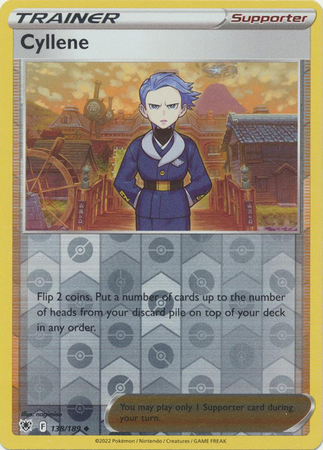 TRAINER Supporter
Cyllene
Flip 2 coins. Put a number of cards up to the number
of heads from your discard pile on top of your deck
in any order.
You may play only 1 Supporter card during
your turn.
F 138/189 ◆
©2022 Pokémon / Nintendo / Creatures / GAME FREAK